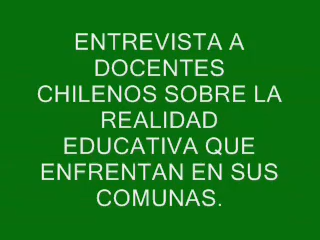 ENTREVISTA A
DOCENTES
CHILENOS SOBRE LA
REALIDAD
EDUCATIVA QUE
ENFRENTAN EN SUS
COMUNAS.